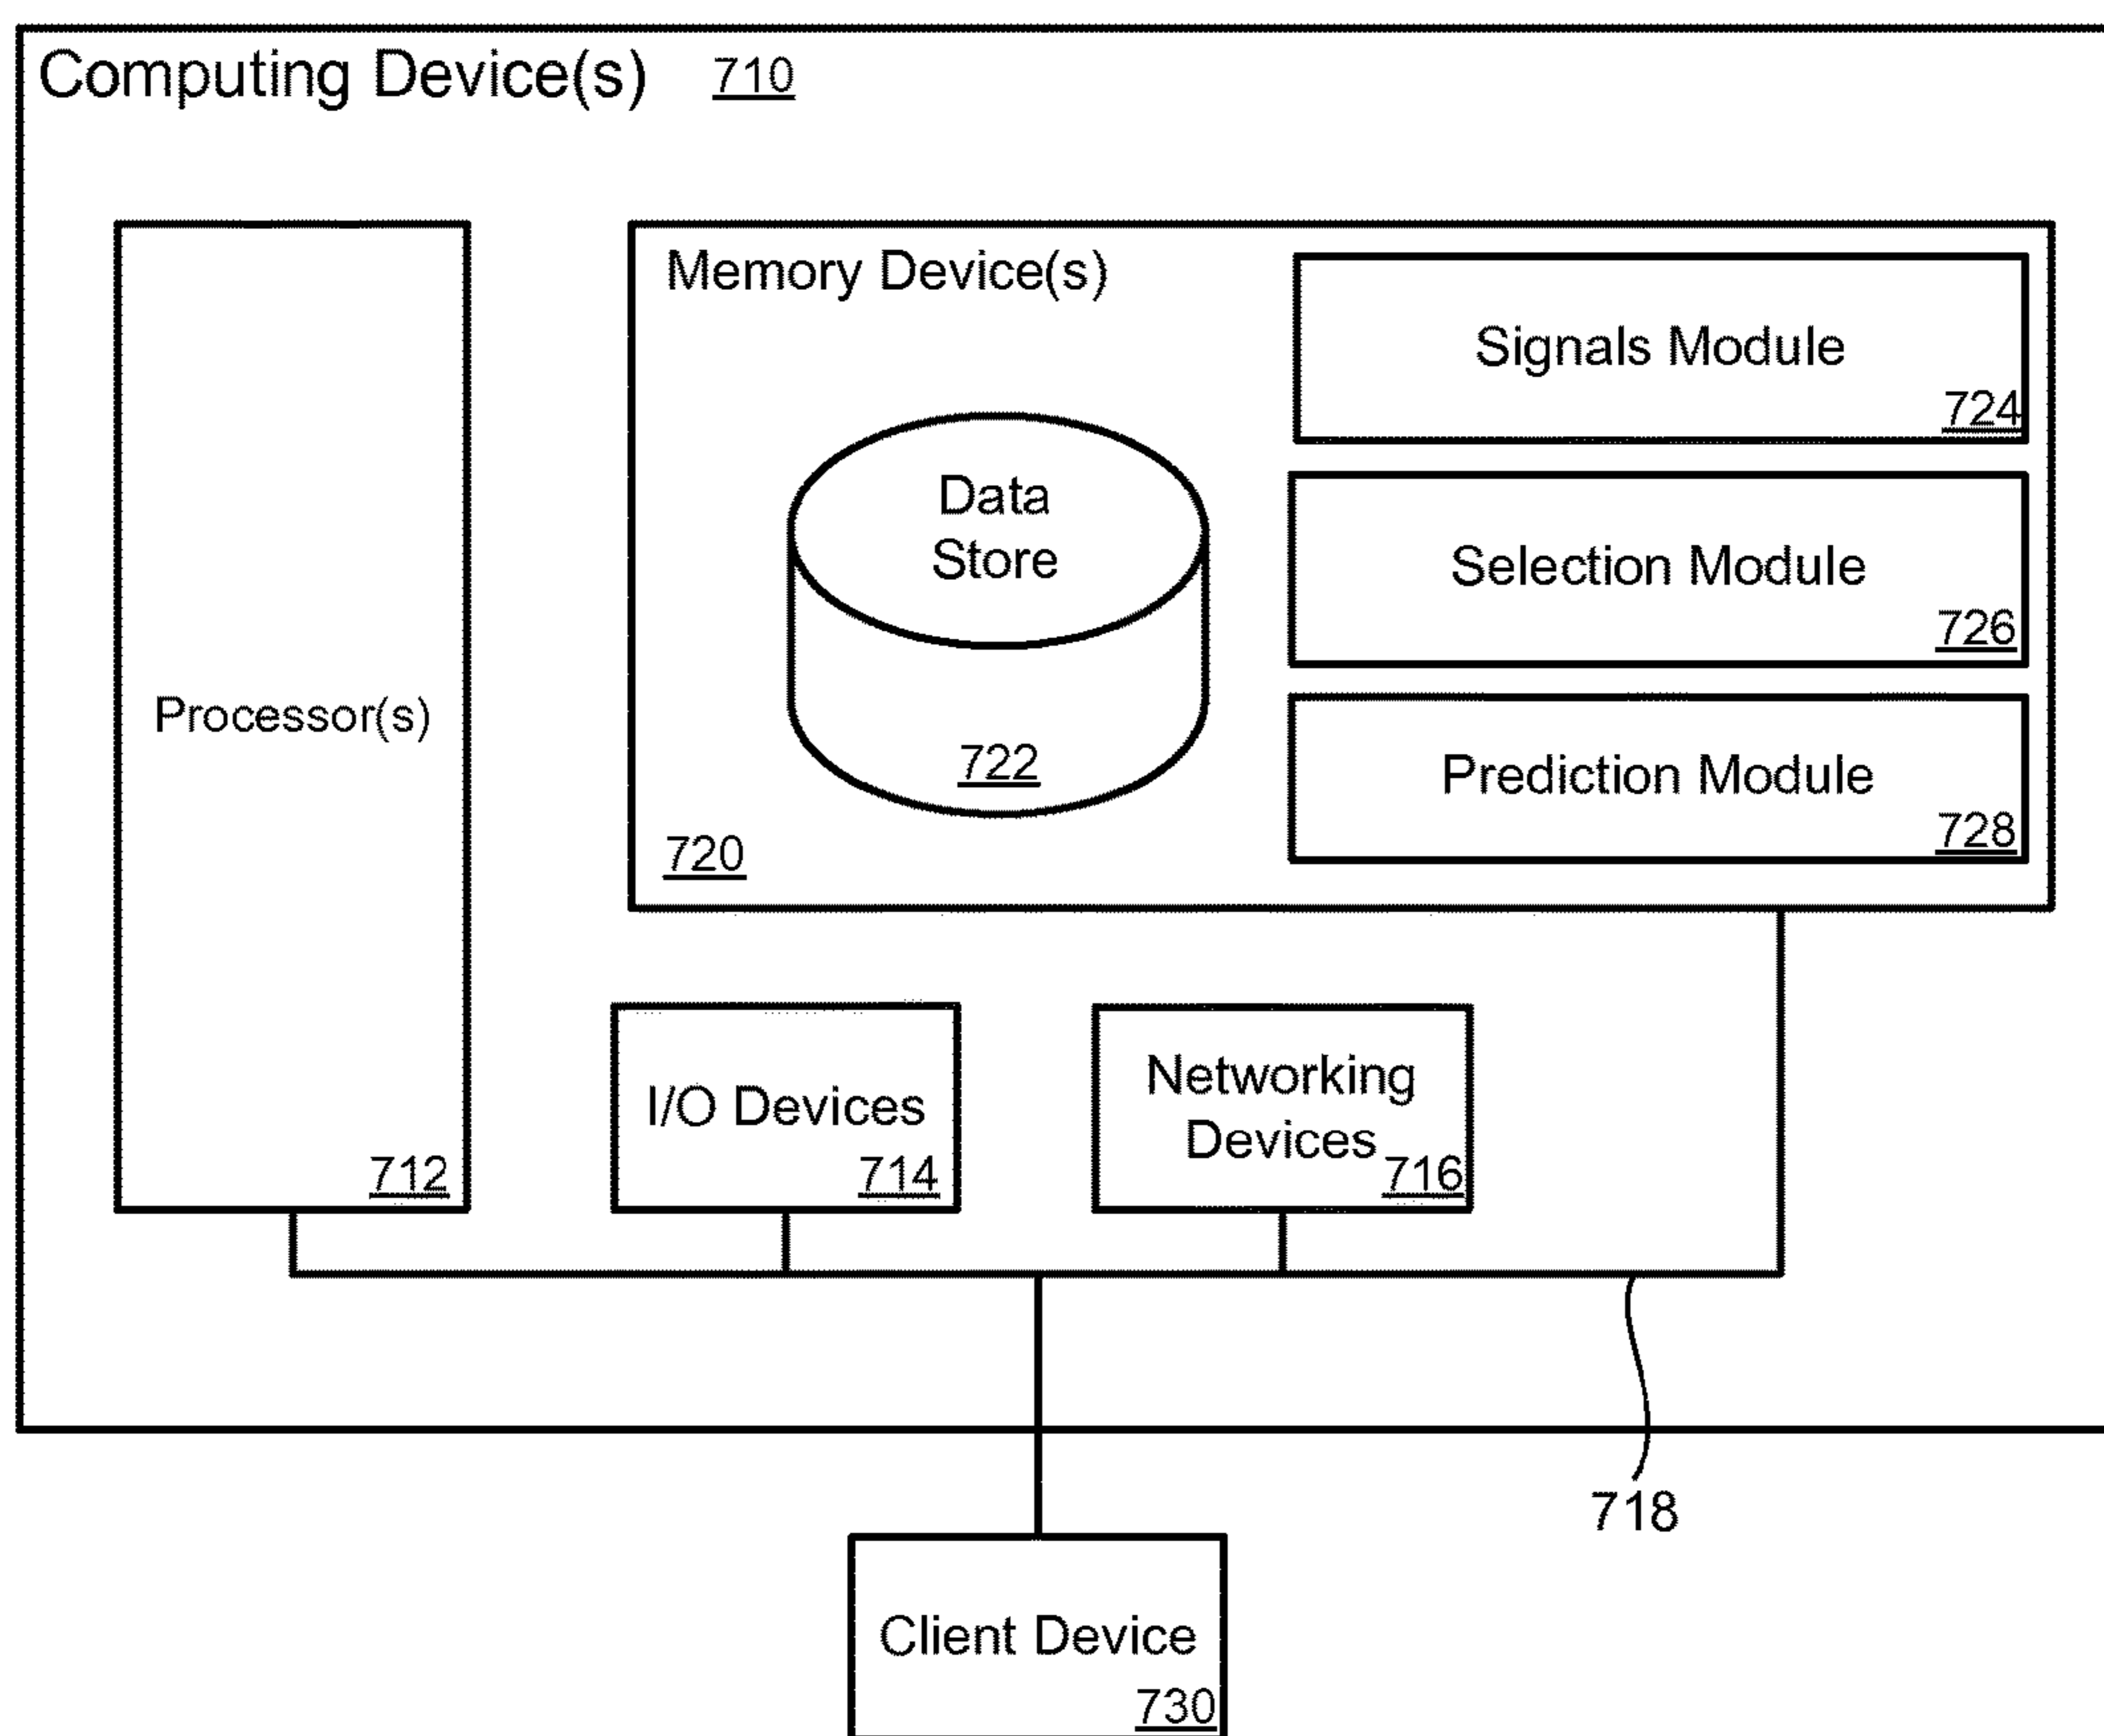 Computing Device(s) 710
Memory Device(s)
Signals Module
724
Data
Store
Selection Module
726
Processor(s)
722
Prediction Module
728
720
I/O Devices
714
Networking
Devices
716
712
718
Client Device
730